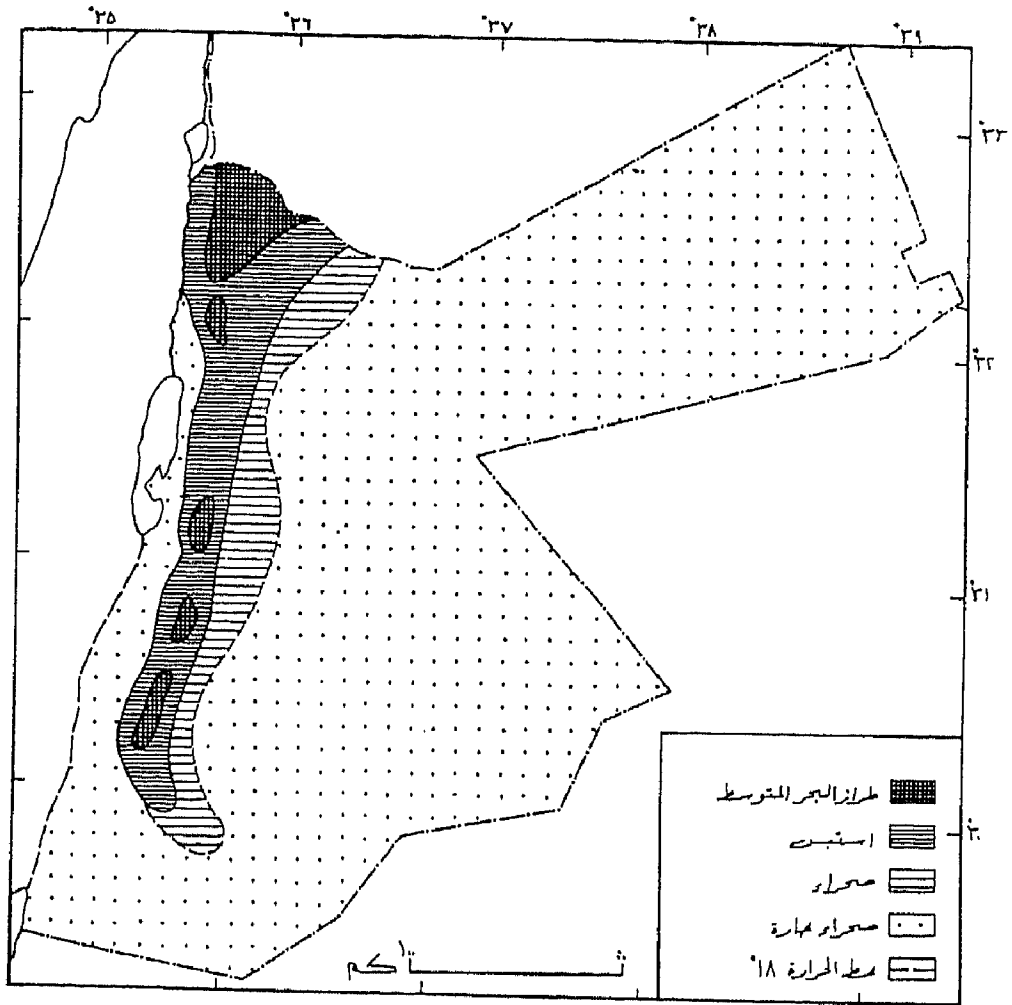 °٣٥ °٣٦ °٣٧ °٣٨ °٣٩
°٣٣
°٣٢
°٣١
°٣٠
طراز البحر المتوسط
استبس
صحراء
صحراء حارة
خط الحرارة ١٨°
كم